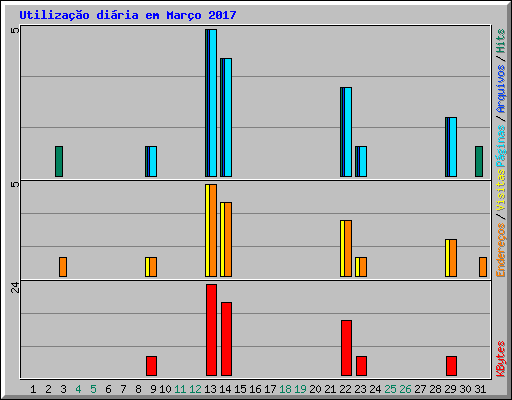 Utilização diária em Março 2017
5
5
24
Endereços / Visitas Páginas / Arquivos / Hits
KBytes
1 2 3 4 5 6 7 8 9 10 11 12 13 14 15 16 17 18 19 20 21 22 23 24 25 26 27 28 29 30 31